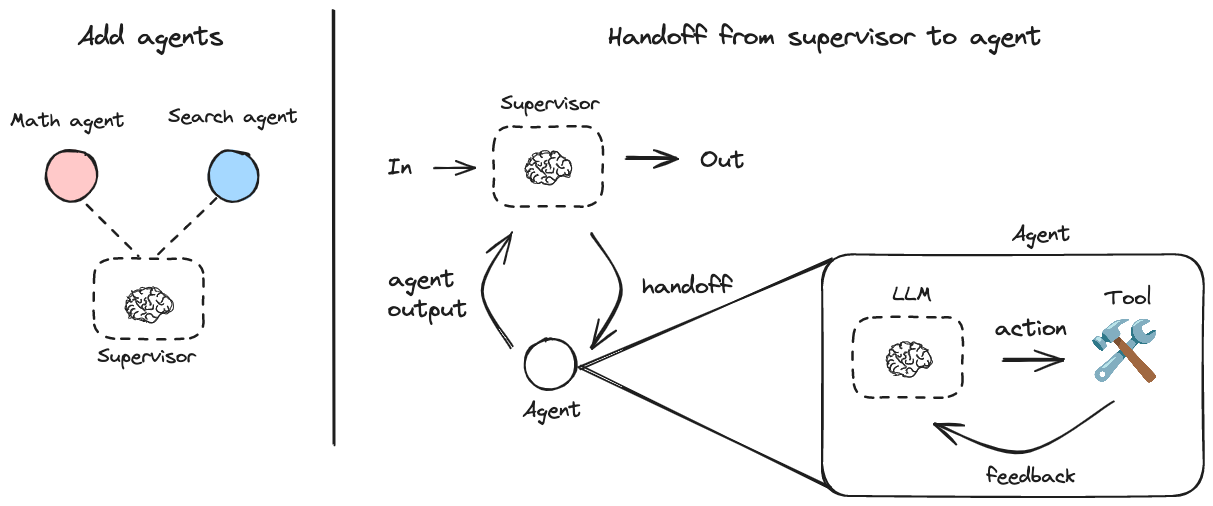 Add agents
Math agent
Search agent
Supervisor
Handoff from supervisor to agent
Supervisor
In
Out
agent
output
handoff
Agent
Agent
LLM
Tool
action
feedback